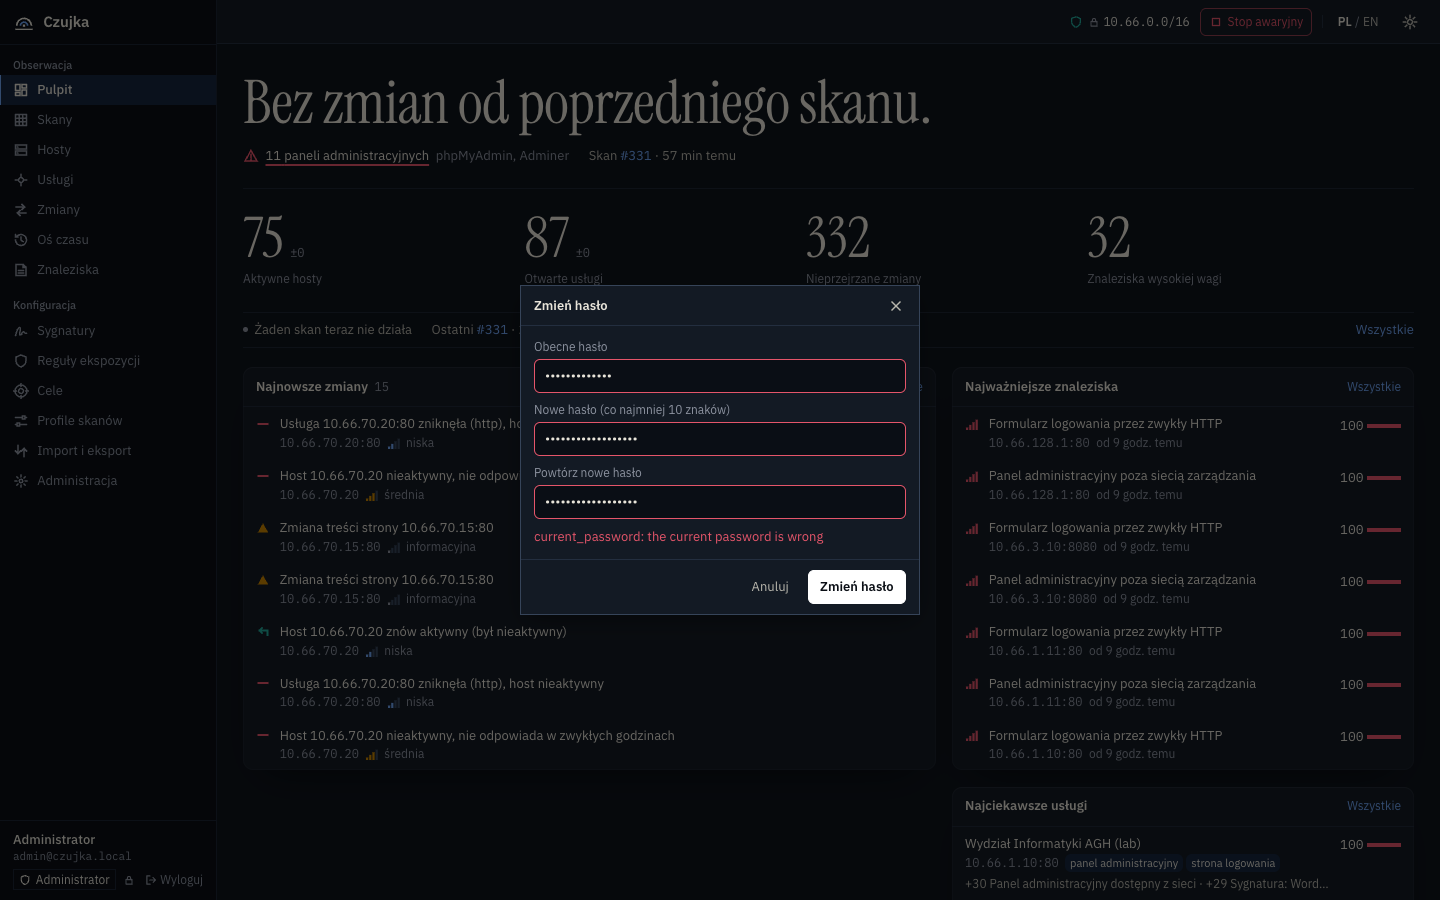 Czujka
10.66.0.0/16
Stop awaryjny
PL / EN
Obserwacja
Pulpit
Skany
Hosty
Usługi
Zmiany
Oś czasu
Znaleziska
Konfiguracja
Sygnatury
Reguły ekspozycji
Cele
Profile skanów
Import i eksport
Administracja
Administrator
admin@czujka.local
Administrator
Wyloguj
Bez zmian od poprzedniego skanu.
11 paneli administracyjnych phpMyAdmin, Adminer Skan #331 · 57 min temu
75 ±0
Aktywne hosty
87 ±0
Otwarte usługi
332
Nieprzejrzane zmiany
32
Znaleziska wysokiej wagi
Żaden skan teraz nie działa Ostatni #331 ·
Wszystkie
Najnowsze zmiany 15
Usługa 10.66.70.20:80 zniknęła (http),
10.66.70.20:80 niska
Host 10.66.70.20 nieaktywny, nie
10.66.70.20 średnia
Zmiana treści strony 10.66.70.15:80
10.66.70.15:80 informacyjna
Zmiana treści strony 10.66.70.15:80
10.66.70.15:80 informacyjna
Host 10.66.70.20 znów aktywny (był nieaktywny)
10.66.70.20 niska
Usługa 10.66.70.20:80 zniknęła (http), host nieaktywny
10.66.70.20:80 niska
Host 10.66.70.20 nieaktywny, nie odpowiada w zwykłych godzinach
10.66.70.20 średnia
Zmień hasło
Obecne hasło
•••••••••••••
Nowe hasło (co najmniej 10 znaków)
••••••••••••••••••
Powtórz nowe hasło
••••••••••••••••••
current_password: the current password is wrong
Anuluj
Zmień hasło
Najważniejsze znaleziska
Wszystkie
Formularz logowania przez zwykły HTTP 100
10.66.128.1:80 od 9 godz. temu
Panel administracyjny poza siecią zarządzania 100
10.66.128.1:80 od 9 godz. temu
Formularz logowania przez zwykły HTTP 100
10.66.3.10:8080 od 9 godz. temu
Panel administracyjny poza siecią zarządzania 100
10.66.3.10:8080 od 9 godz. temu
Formularz logowania przez zwykły HTTP 100
10.66.1.11:80 od 9 godz. temu
Panel administracyjny poza siecią zarządzania 100
10.66.1.11:80 od 9 godz. temu
Formularz logowania przez zwykły HTTP 100
10.66.1.10:80 od 9 godz. temu
Najciekawsze usługi
Wszystkie
Wydział Informatyki AGH (lab) 100
10.66.1.10:80 panel administracyjny strona logowania
+30 Panel administracyjny dostępny z sieci · +29 Sygnatura: Word...